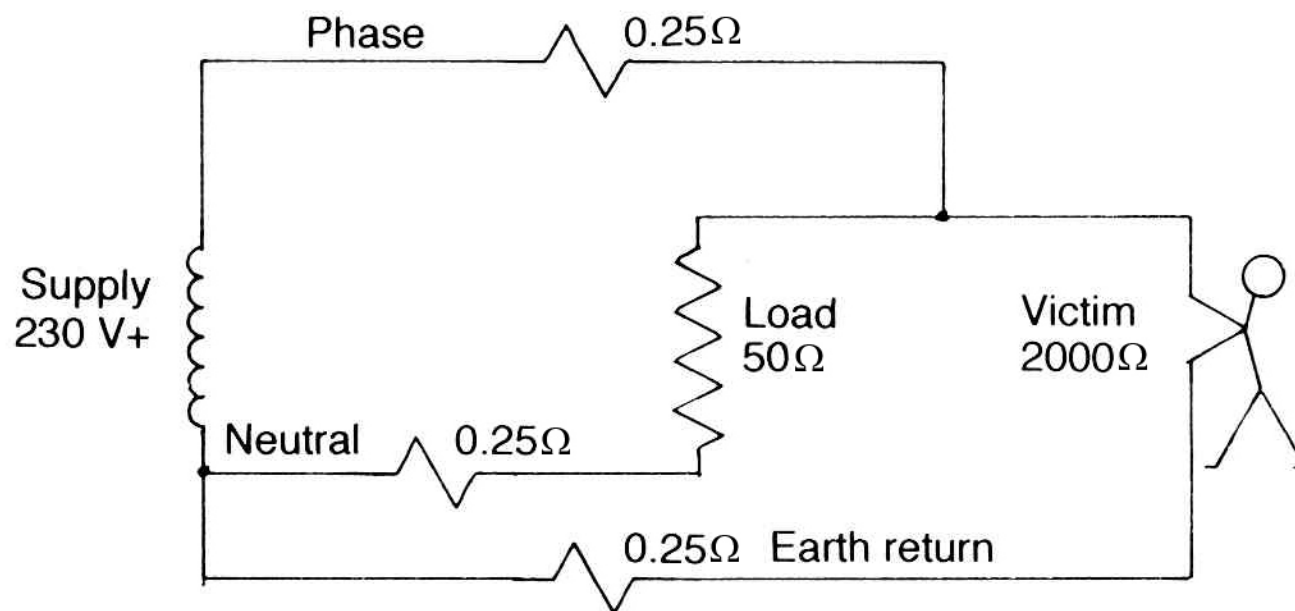 Phase 0.25Ω
Supply
230 V+
Load
50Ω
Victim
2000Ω
Neutral 0.25Ω
0.25Ω Earth return